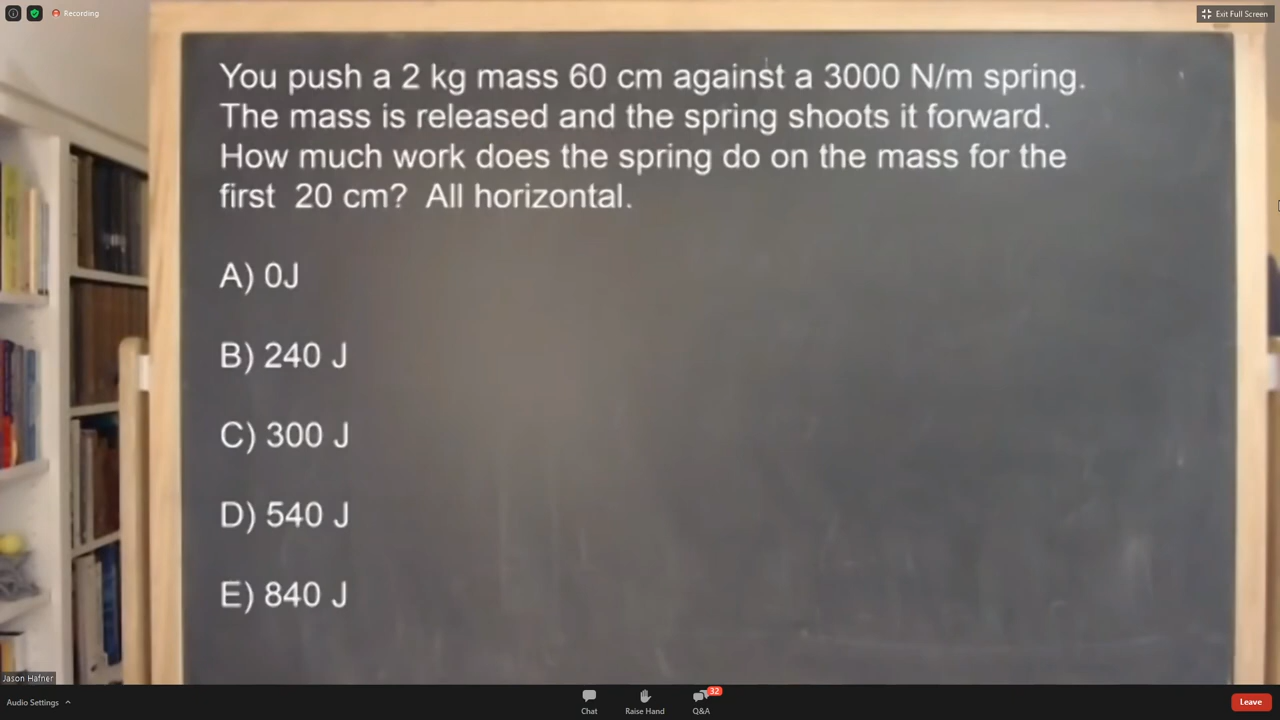 Recording
Exit Full Screen
You push a 2 kg mass 60 cm against a 3000 N/m spring.
The mass is released and the spring shoots it forward.
How much work does the spring do on the mass for the
first 20 cm? All horizontal.
A) 0J
B) 240 J
C) 300 J
D) 540 J
E) 840 J
Jason Hafner
Audio Settings
Chat
Raise Hand
32
Q&A
Leave